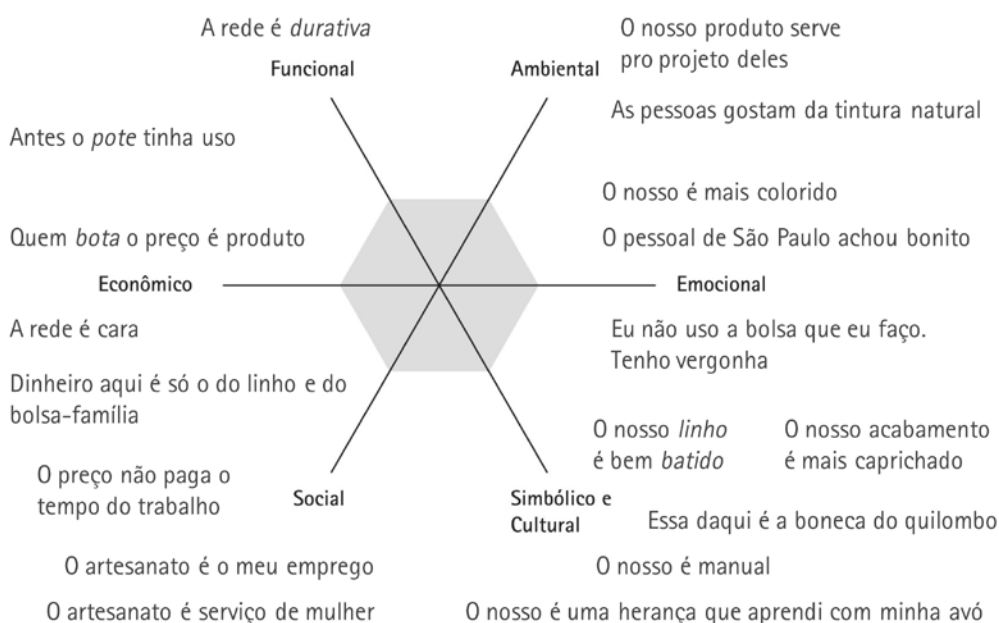 A rede é durativa
O nosso produto serve
pro projeto deles
Funcional
Ambiental
As pessoas gostam da tintura natural
Antes o pote tinha uso
O nosso é mais colorido
Quem bota o preço é produto
O pessoal de São Paulo achou bonito
Econômico
Emocional
A rede é cara
Eu não uso a bolsa que eu faço.
Tenho vergonha
Dinheiro aqui é só o do linho e do
bolsa-família
O nosso linho
é bem batido
O nosso acabamento
é mais caprichado
O preço não paga o
tempo do trabalho
Social
Simbólico e
Cultural
Essa daqui é a boneca do quilombo
O artesanato é o meu emprego
O nosso é manual
O artesanato é serviço de mulher
O nosso é uma herança que aprendi com minha avó